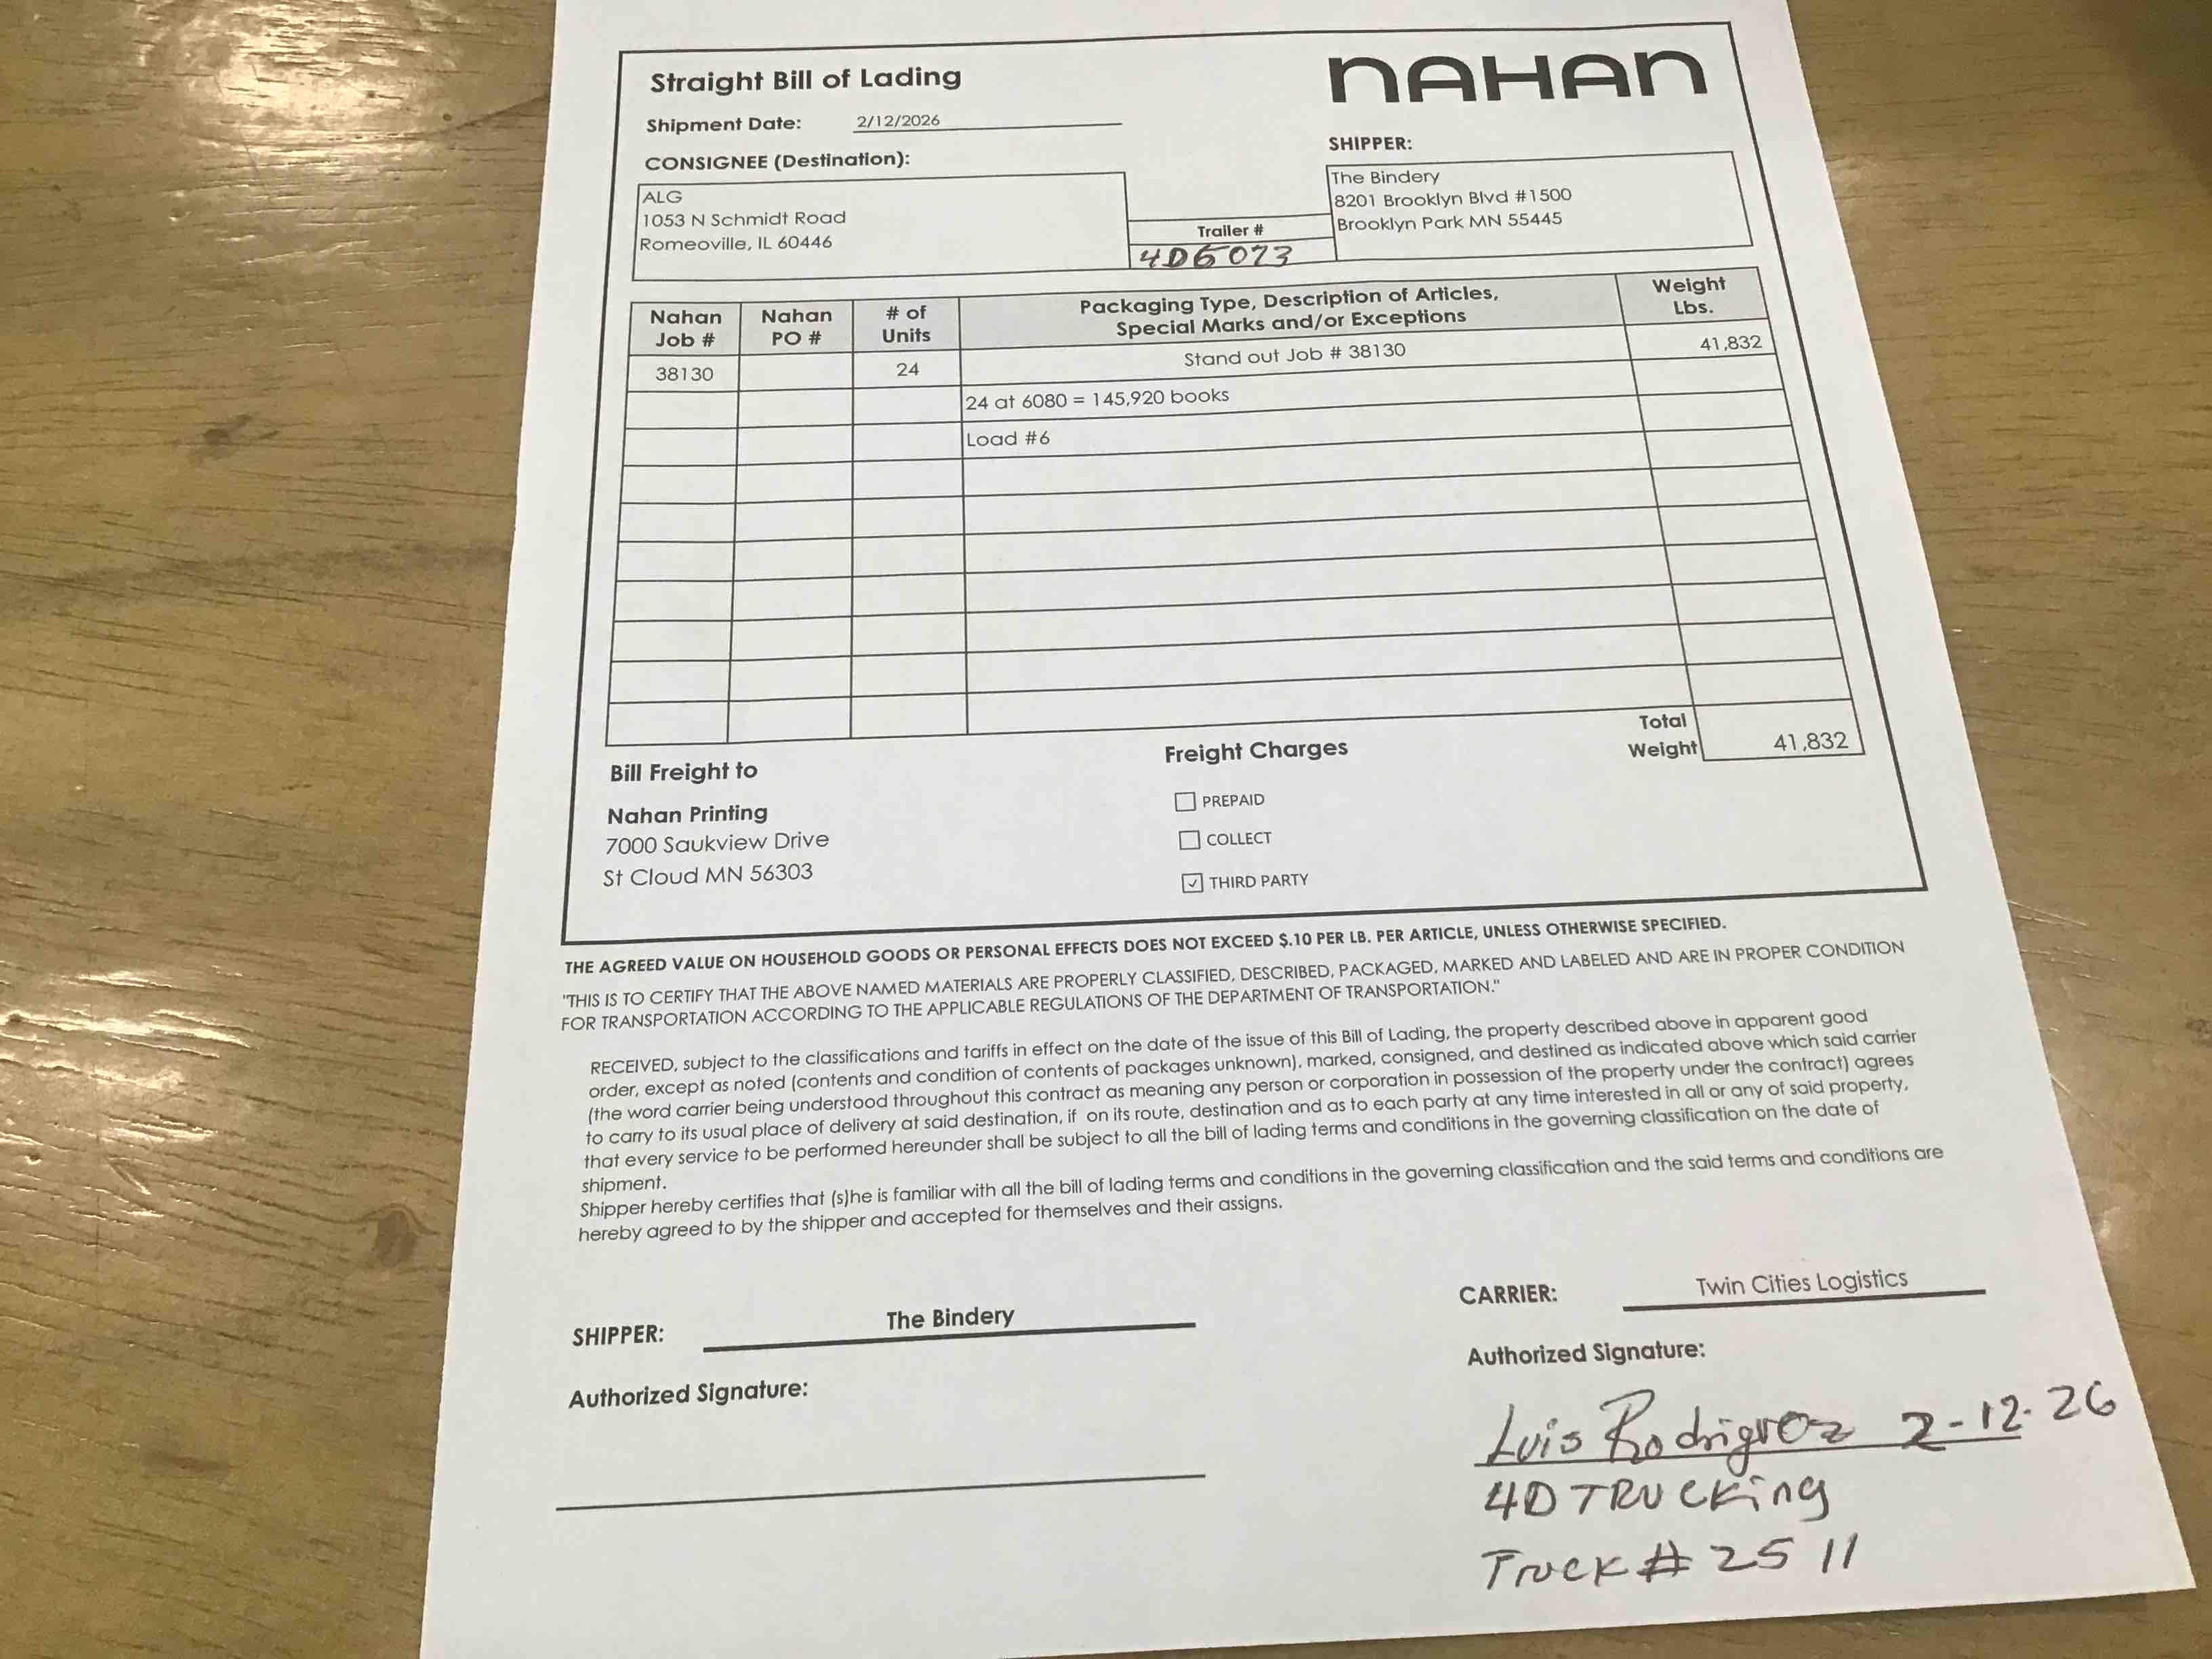 Straight Bill of Lading
NAHAN
Shipment Date: 2/12/2026
CONSIGNEE (Destination):
ALG
1053 N Schmidt Road
Romeoville, IL 60446
SHIPPER:
The Bindery
8201 Brooklyn Blvd #1500
Brooklyn Park MN 55445
Trailer #
4D5073
Nahan Job # Nahan PO # # of Units Packaging Type, Description of Articles, Special Marks and/or Exceptions Weight Lbs.
38130 24 Stand out Job # 38130 41,832
24 at 6080 = 145,920 books
Load #6
Total Weight 41,832
Bill Freight to
Nahan Printing
7000 Saukview Drive
St Cloud MN 56303
Freight Charges
PREPAID
COLLECT
THIRD PARTY
THE AGREED VALUE ON HOUSEHOLD GOODS OR PERSONAL EFFECTS DOES NOT EXCEED $.10 PER LB. PER ARTICLE, UNLESS OTHERWISE SPECIFIED.
"THIS IS TO CERTIFY THAT THE ABOVE NAMED MATERIALS ARE PROPERLY CLASSIFIED, DESCRIBED, PACKAGED, MARKED AND LABELED AND ARE IN PROPER CONDITION
FOR TRANSPORTATION ACCORDING TO THE APPLICABLE REGULATIONS OF THE DEPARTMENT OF TRANSPORTATION."
RECEIVED, subject to the classifications and tariffs in effect on the date of the issue of this Bill of Lading, the property described above in apparent good
order, except as noted (contents and condition of contents of packages unknown), marked, consigned, and destined as indicated above which said carrier
(the word carrier being understood throughout this contract as meaning any person or corporation in possession of the property under the contract) agrees
to carry to its usual place of delivery at said destination, if on its route, destination and as to each party at any time interested in all or any of said property,
that every service to be performed hereunder shall be subject to all the bill of lading terms and conditions in the governing classification on the date of
shipment.
Shipper hereby certifies that (s)he is familiar with all the bill of lading terms and conditions in the governing classification and the said terms and conditions are
hereby agreed to by the shipper and accepted for themselves and their assigns.
SHIPPER: The Bindery
Authorized Signature:
CARRIER: Twin Cities Logistics
Authorized Signature:
Luis Rodriguez 2-12-26
4D TRUCKing
Truck # 2511